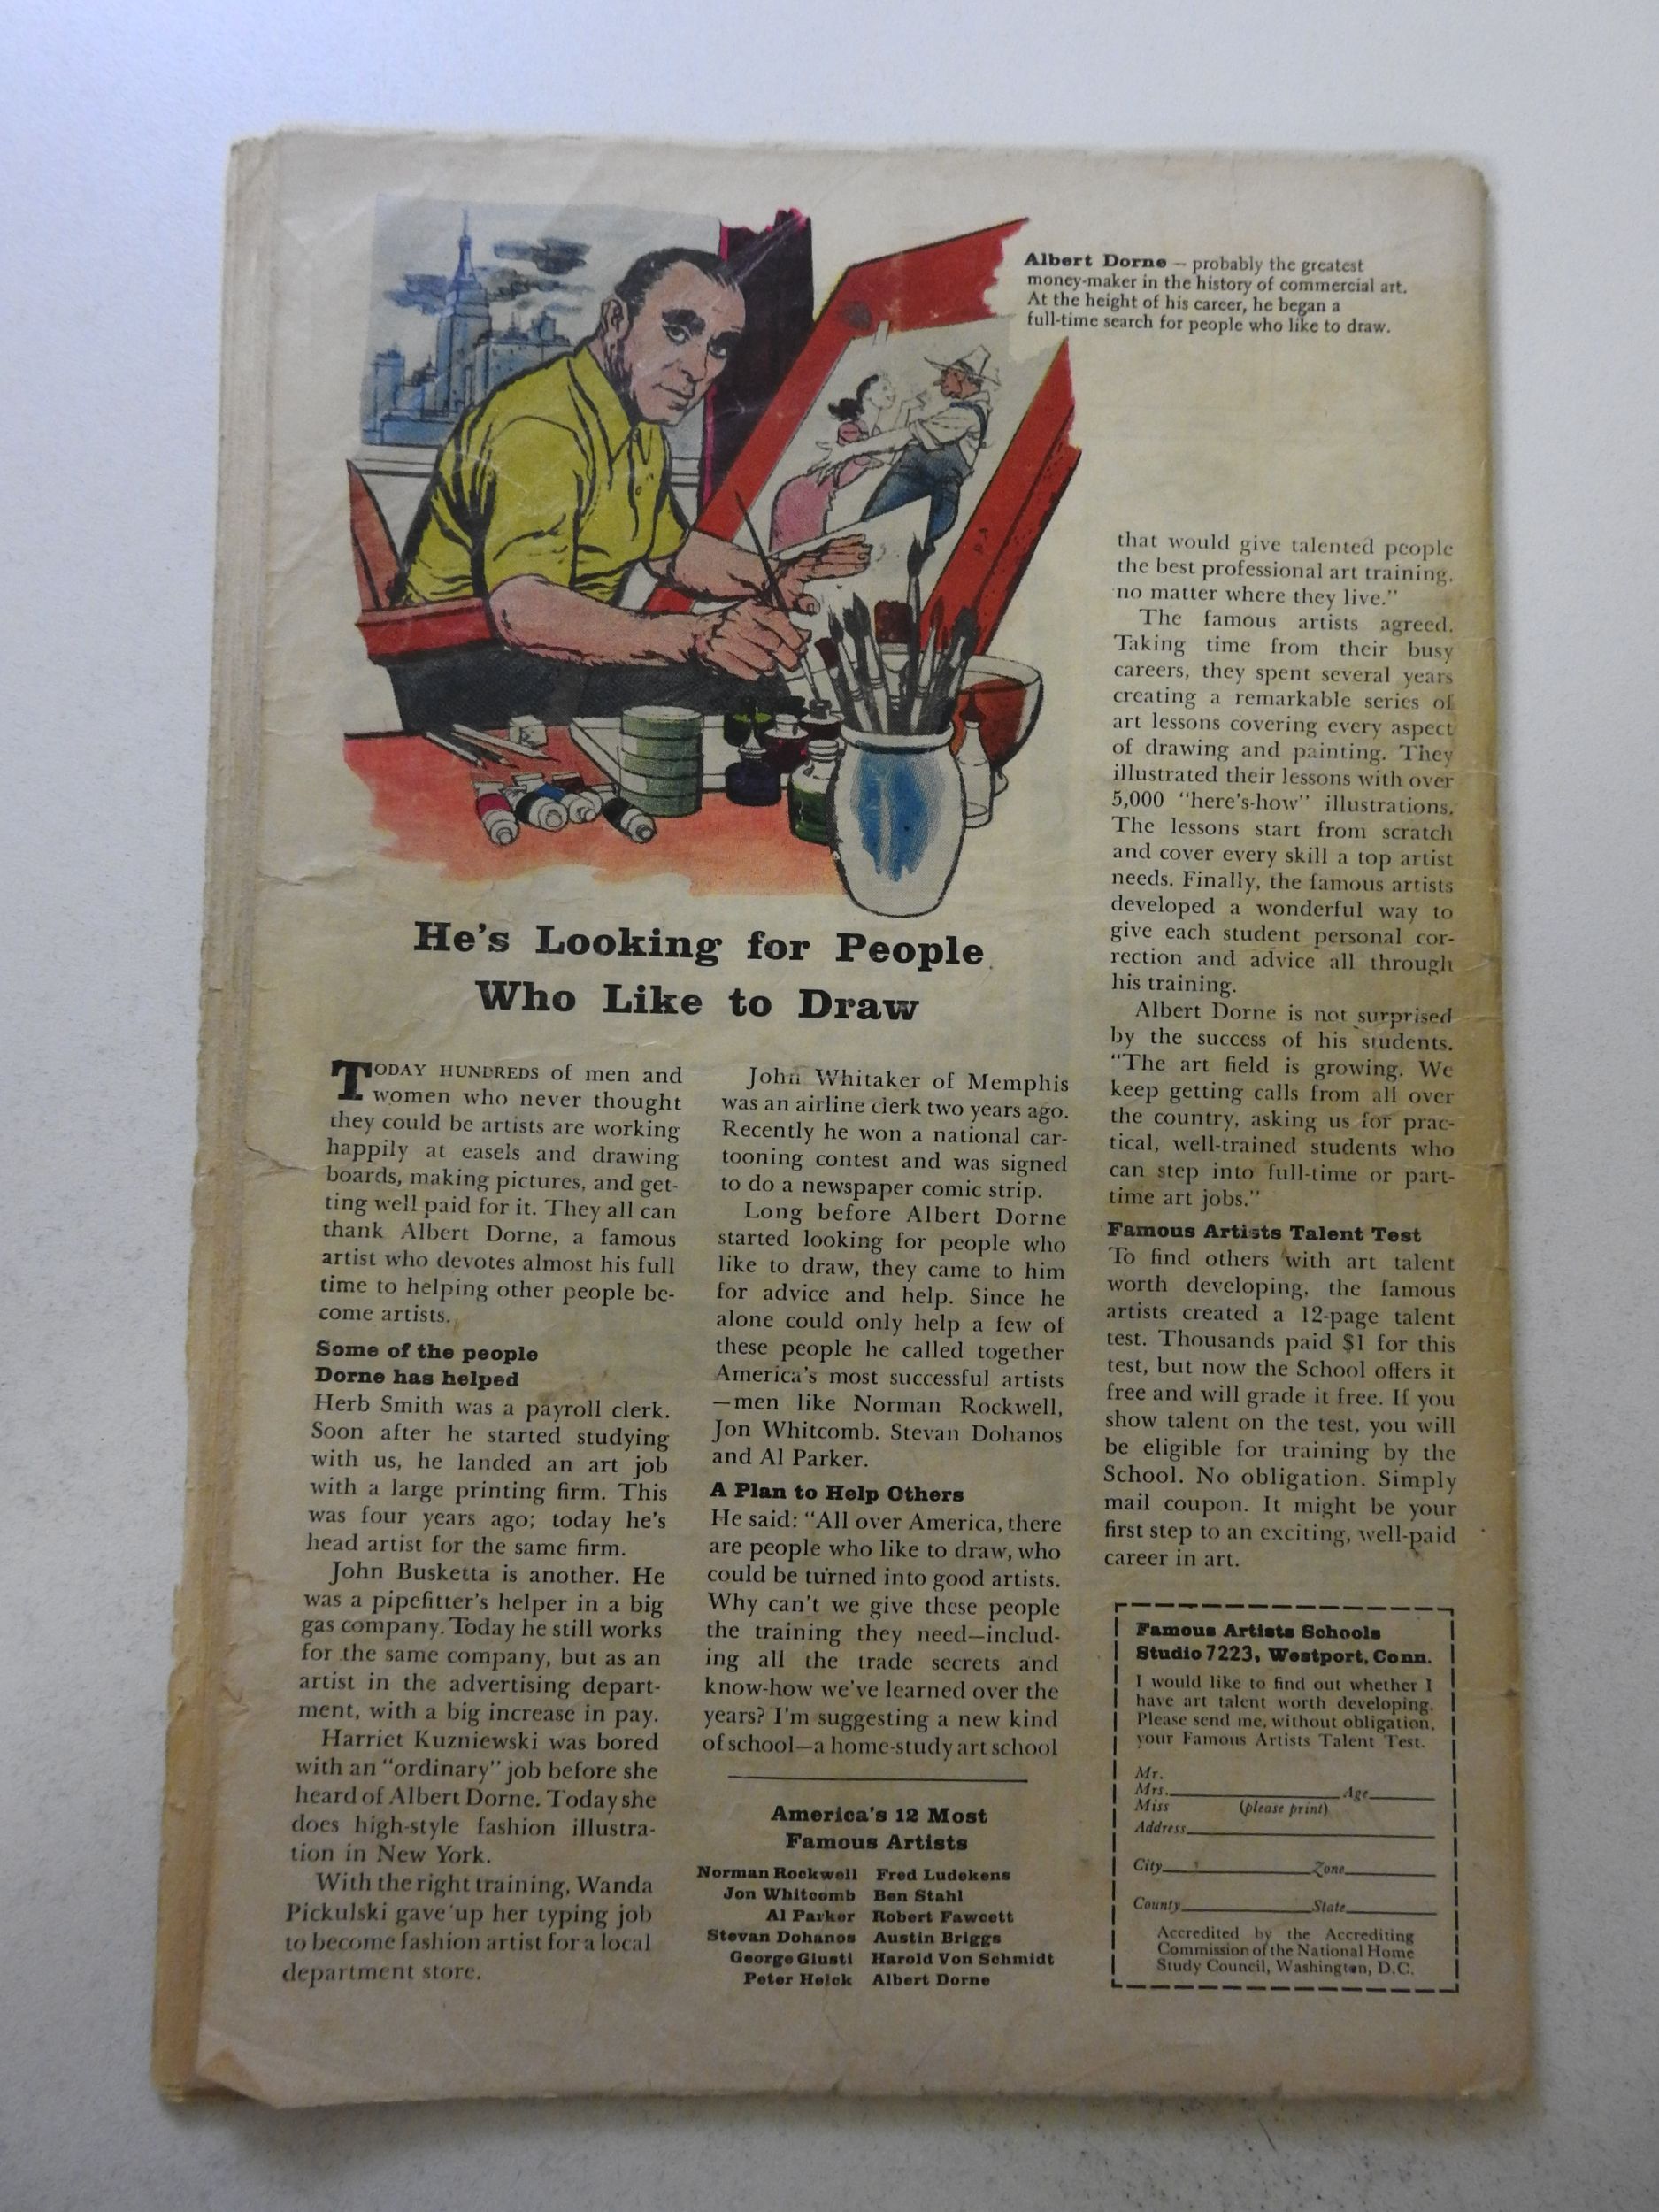 Albert Dorne — probably the greatest
money-maker in the history of commercial art.
At the height of his career, he began a
full-time search for people who like to draw.
He's Looking for People
Who Like to Draw
TODAY HUNDREDS of men and
women who never thought
they could be artists are working
happily at easels and drawing
boards, making pictures, and get-
ting well paid for it. They all can
thank Albert Dorne, a famous
artist who devotes almost his full
time to helping other people be-
come artists.
Some of the people
Dorne has helped
Herb Smith was a payroll clerk.
Soon after he started studying
with us, he landed an art job
with a large printing firm. This
was four years ago; today he's
head artist for the same firm.
John Busketta is another. He
was a pipefitter's helper in a big
gas company. Today he still works
for the same company, but as an
artist in the advertising depart-
ment, with a big increase in pay.
Harriet Kuzniewski was bored
with an "ordinary" job before she
heard of Albert Dorne. Today she
does high-style fashion illustra-
tion in New York.
With the right training, Wanda
Pickulski gave up her typing job
to become fashion artist for a local
department store.
John Whitaker of Memphis
was an airline clerk two years ago.
Recently he won a national car-
tooning contest and was signed
to do a newspaper comic strip.
Long before Albert Dorne
started looking for people who
like to draw, they came to him
for advice and help. Since he
alone could only help a few of
these people he called together
America's most successful artists
—men like Norman Rockwell,
Jon Whitcomb. Stevan Dohanos
and Al Parker.
A Plan to Help Others
He said: "All over America, there
are people who like to draw, who
could be turned into good artists.
Why can't we give these people
the training they need—includ-
ing all the trade secrets and
know-how we've learned over the
years? I'm suggesting a new kind
of school—a home-study art school
America's 12 Most
Famous Artists
Norman Rockwell Fred Ludekens
Jon Whitcomb Ben Stahl
Al Parker Robert Fawcett
Stevan Dohanos Austin Briggs
George Giusti Harold Von Schmidt
Peter Helck Albert Dorne
that would give talented people
the best professional art training,
no matter where they live."
The famous artists agreed.
Taking time from their busy
careers, they spent several years
creating a remarkable series of
art lessons covering every aspect
of drawing and painting. They
illustrated their lessons with over
5,000 "here's-how" illustrations.
The lessons start from scratch
and cover every skill a top artist
needs. Finally, the famous artists
developed a wonderful way to
give each student personal cor-
rection and advice all through
his training.
Albert Dorne is not surprised
by the success of his students.
"The art field is growing. We
keep getting calls from all over
the country, asking us for prac-
tical, well-trained students who
can step into full-time or part-
time art jobs."
Famous Artists Talent Test
To find others with art talent
worth developing, the famous
artists created a 12-page talent
test. Thousands paid $1 for this
test, but now the School offers it
free and will grade it free. If you
show talent on the test, you will
be eligible for training by the
School. No obligation. Simply
mail coupon. It might be your
first step to an exciting, well-paid
career in art.
Famous Artists Schools
Studio 7223, Westport, Conn.
I would like to find out whether I
have art talent worth developing.
Please send me, without obligation,
your Famous Artists Talent Test.
Mr.
Mrs. Age
Miss (please print)
Address
City Zone
County State
Accredited by the Accrediting
Commission of the National Home
Study Council, Washington, D.C.